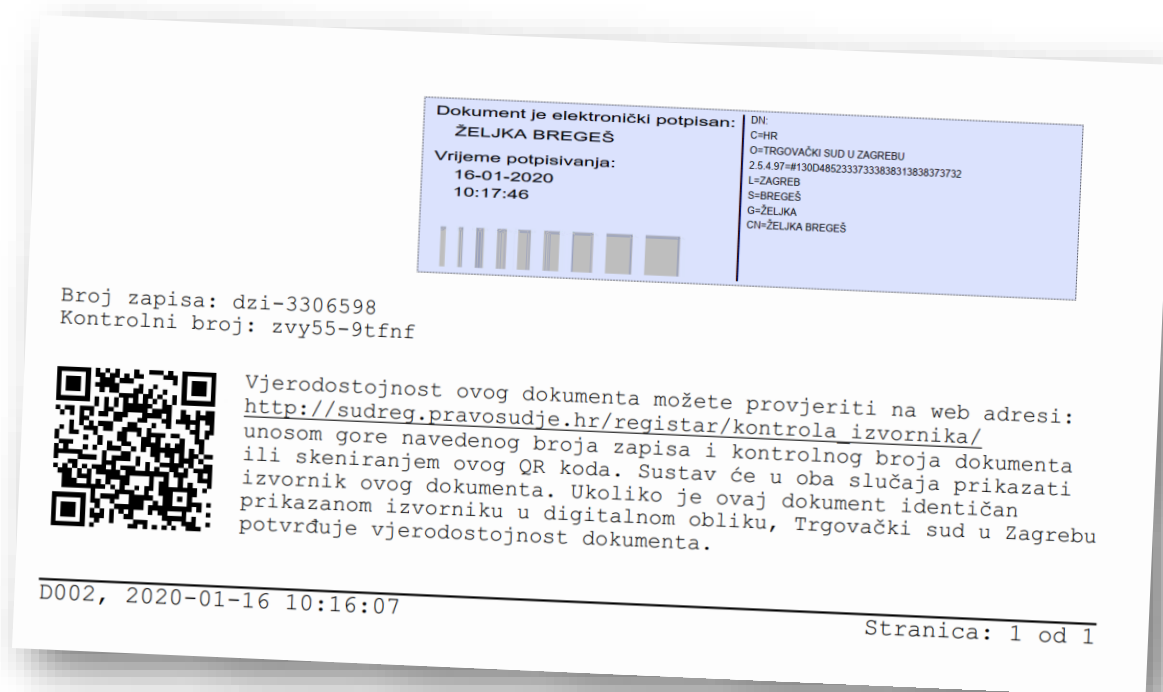 Dokument je elektronički potpisan:
ŽELJKA BREGEŠ
Vrijeme potpisivanja:
16-01-2020
10:17:46
DN:
C=HR
O=TRGOVAČKI SUD U ZAGREBU
2.5.4.97=#130D48523337333838313838373732
L=ZAGREB
S=BREGEŠ
G=ŽELJKA
CN=ŽELJKA BREGEŠ
Broj zapisa: dzi-3306598
Kontrolni broj: zvy55-9tfnf
Vjerodostojnost ovog dokumenta možete provjeriti na web adresi:
http://sudreg.pravosudje.hr/registar/kontrola_izvornika/
unosom gore navedenog broja zapisa i kontrolnog broja dokumenta
ili skeniranjem ovog QR koda. Sustav će u oba slučaja prikazati
izvornik ovog dokumenta. Ukoliko je ovaj dokument identičan
prikazanom izvorniku u digitalnom obliku, Trgovački sud u Zagrebu
potvrđuje vjerodostojnost dokumenta.
D002, 2020-01-16 10:16:07
Stranica: 1 od 1